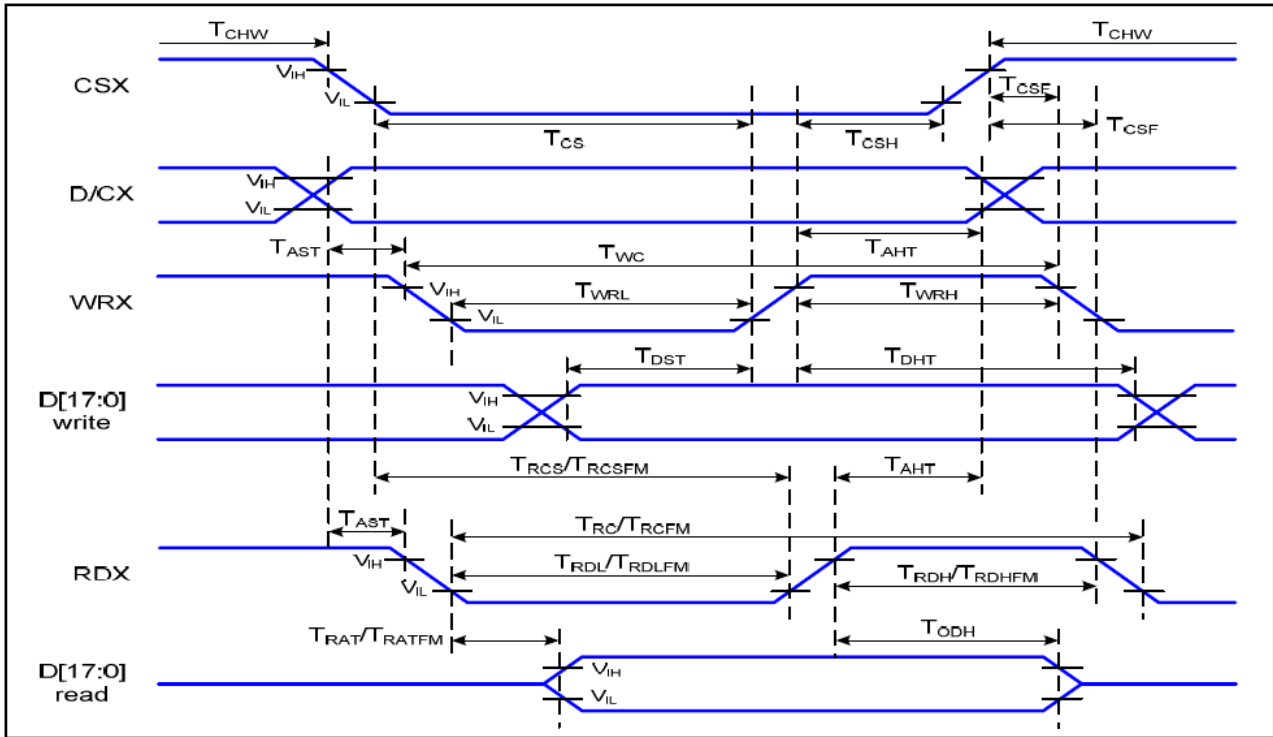 TCHW
TCHW
CSX
VIH
VIL
TCSF
TCS
TCSH
TCSF
D/CX
VIH
VIL
TAST
TWC
TAHT
WRX
VIH
VIL
TWRL
TWRH
TDST
TDHT
D[17:0]
write
VIH
VIL
TRCS/TRCSFM
TAHT
TAST
TRC/TRCFM
RDX
VIH
VIL
TRDL/TRDLFM
TRDH/TRDHFM
TRAT/TRATFM
TODH
D[17:0]
read
VIH
VIL